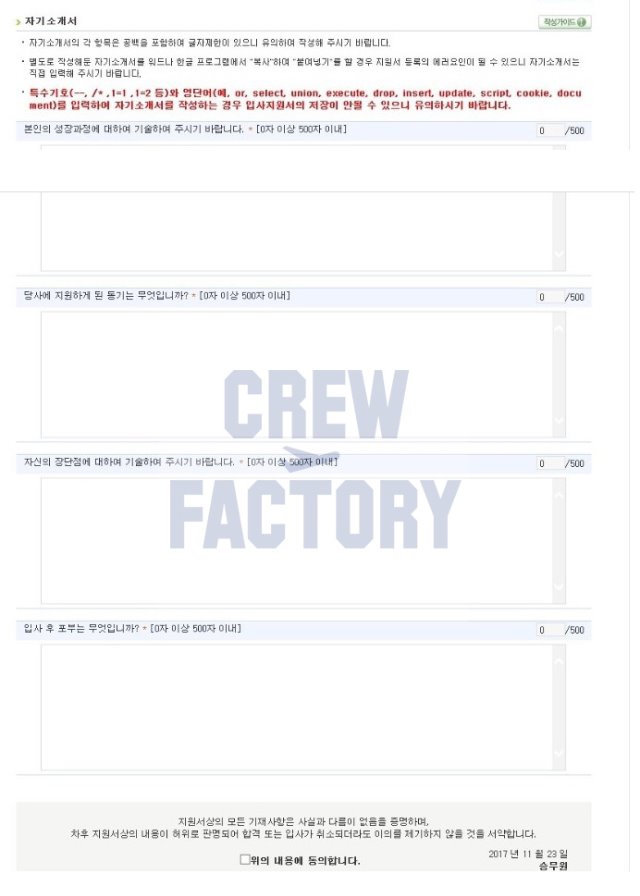 자기소개서
작성가이드
· 자기소개서의 각 항목은 공백을 포함하여 글자제한이 있으니 유의하여 작성해 주시기 바랍니다.
· 별도로 작성해둔 자기소개서를 워드나 한글 프로그램에서 "복사"하여 "붙여넣기"를 할 경우 지원서 등록의 에러요인이 될 수 있으니 자기소개서는
직접 입력해 주시기 바랍니다.
· 특수기호(--, /* ,1=1 ,1=2 등)와 영단어(예, or, select, union, execute, drop, insert, update, script, cookie, docu
ment)를 입력하여 자기소개서를 작성하는 경우 입사지원서의 저장이 안될 수 있으니 유의하시기 바랍니다.
본인의 성장과정에 대하여 기술하여 주시기 바랍니다. * [0자 이상 500자 이내] 0 /500
당사에 지원하게 된 동기는 무엇입니까? * [0자 이상 500자 이내] 0 /500
CREW
자신의 장단점에 대하여 기술하여 주시기 바랍니다. * [0자 이상 500자 이내] 0 /500
FACTORY
입사 후 포부는 무엇입니까? * [0자 이상 500자 이내] 0 /500
지원서상의 모든 기재사항은 사실과 다름이 없음을 증명하며,
차후 지원서상의 내용이 허위로 판명되어 합격 또는 입사가 취소되더라도 이의를 제기하지 않을 것을 서약합니다.
위의 내용에 동의합니다.
2017 년 11 월 23 일
승무원